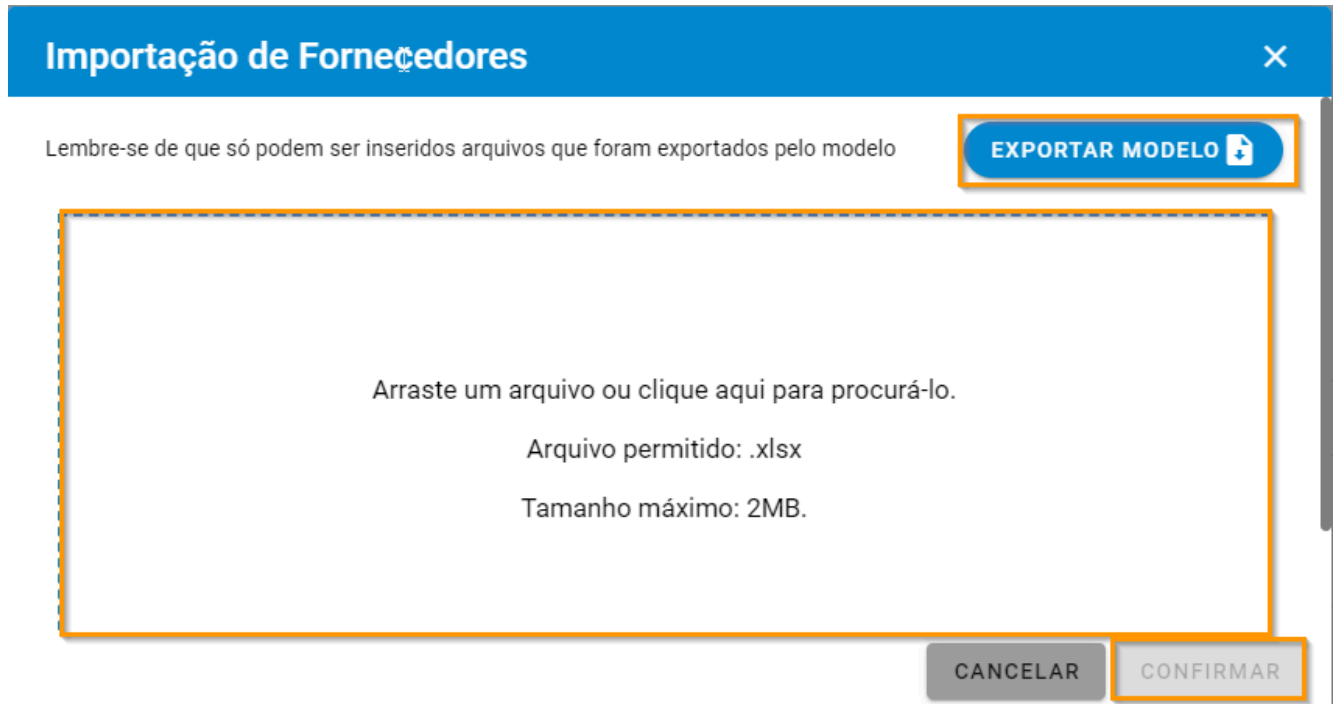 Importação de Fornecedores
Lembre-se de que só podem ser inseridos arquivos que foram exportados pelo modelo
EXPORTAR MODELO
Arraste um arquivo ou clique aqui para procurá-lo.
Arquivo permitido: .xlsx
Tamanho máximo: 2MB.
CANCELAR
CONFIRMAR